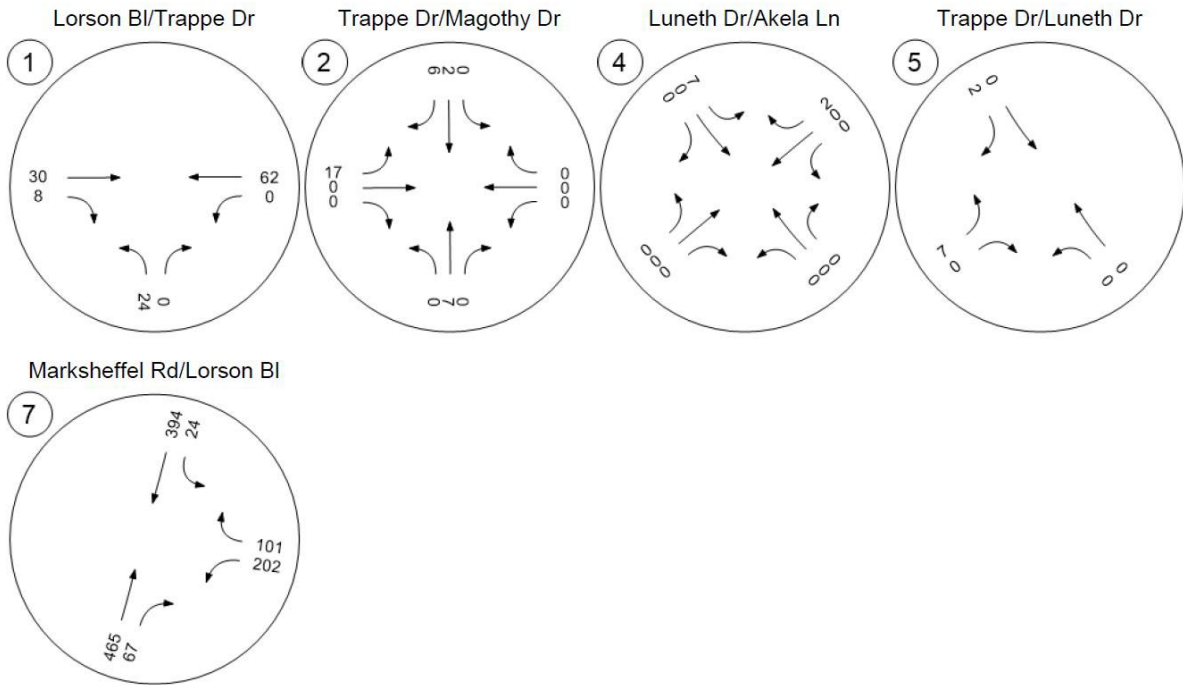 Lorson Bl/Trappe Dr
1
30
8
62
0
24
0
Trappe Dr/Magothy Dr
2
6 2 0
17
0
0
0
0
0
0 7 0
Luneth Dr/Akela Ln
4
0 0 7
2 0 0
0 0 0
0 0 0
Trappe Dr/Luneth Dr
5
2 0
7 0
0 0
Marksheffel Rd/Lorson Bl
7
394
24
101
202
465
67